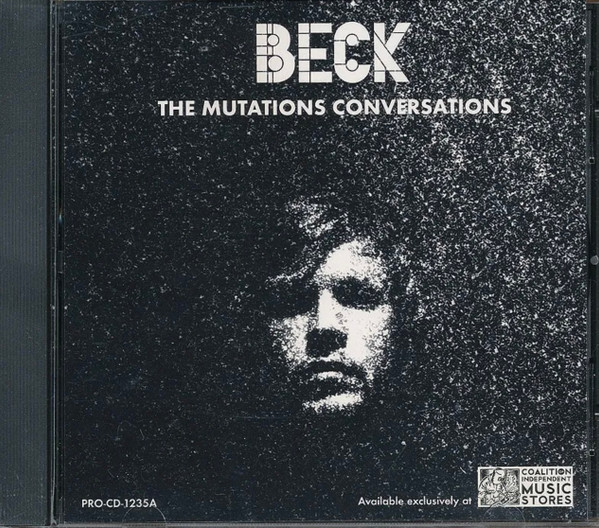 BECK
THE MUTATIONS CONVERSATIONS
PRO-CD-1235A
Available exclusively at
COALITION
INDEPENDENT
MUSIC
STORES